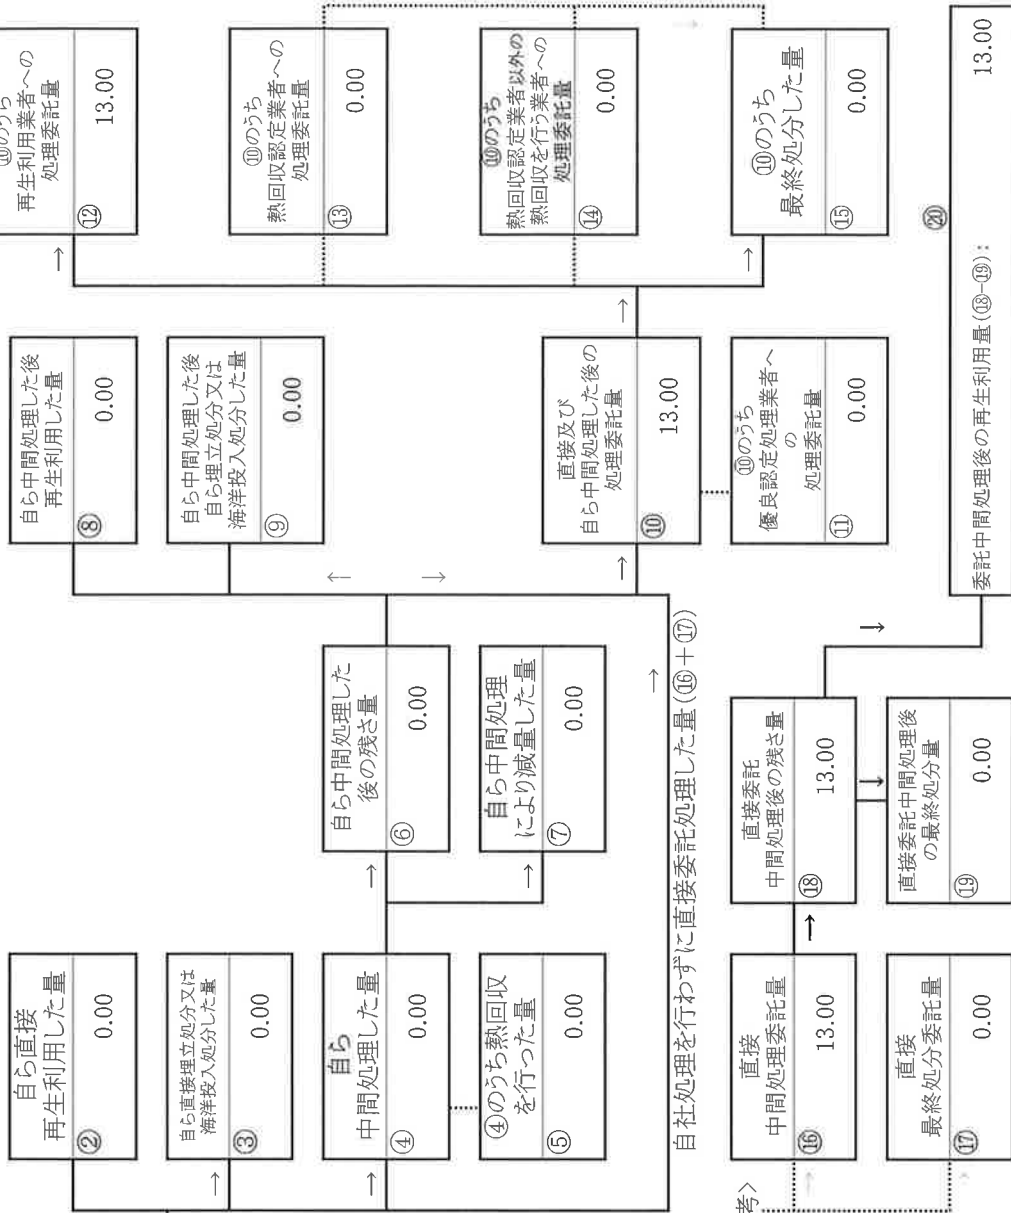 自ら直接
再生利用した量
②
0.00
自ら直接埋立処分又は
海洋投入処分した量
③
0.00
自ら
中間処理した量
④
0.00
④のうち熱回収
を行った量
⑤
0.00
自ら中間処理した
後の残さ量
⑥
0.00
自ら中間処理
により減量した量
⑦
0.00
自ら中間処理した後
再生利用した量
⑧
0.00
自ら中間処理した後
自ら埋立処分又は
海洋投入処分した量
⑨
0.00
直接及び
自ら中間処理した後の
処理委託量
⑩
13.00
⑩のうち
優良認定処理業者へ
の
処理委託量
⑪
0.00
⑩のうち
再生利用業者への
処理委託量
⑫
13.00
⑩のうち
熱回収認定業者への
処理委託量
⑬
0.00
⑩のうち
熱回収認定業者以外の
熱回収を行う業者への
処理委託量
⑭
0.00
⑩のうち
最終処分した量
⑮
0.00
自社処理を行わずに直接委託処理した量(⑯+⑰)
考>
直接
中間処理委託量
⑯
13.00
直接
最終処分委託量
⑰
0.00
直接委託
中間処理後の残さ量
⑱
13.00
直接委託中間処理後
の最終処分量
⑲
0.00
⑳
委託中間処理後の再生利用量(⑱-⑲):
13.00